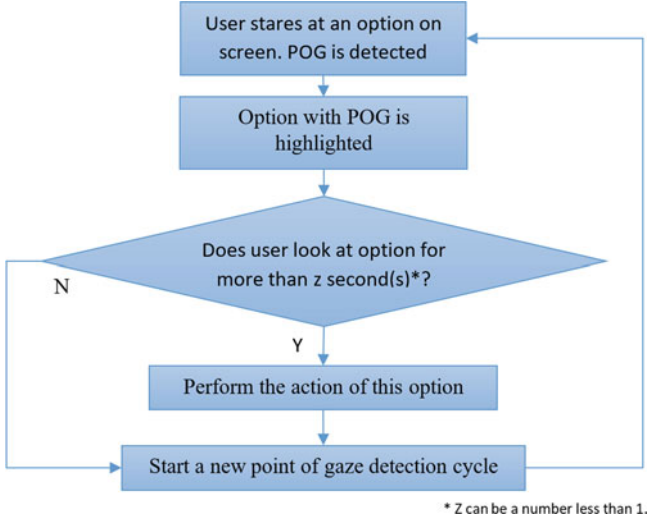 User stares at an option on
screen. POG is detected
Option with POG is
highlighted
Does user look at option for
more than z second(s)*?
N
Y
Perform the action of this option
Start a new point of gaze detection cycle
* Z can be a number less than 1.